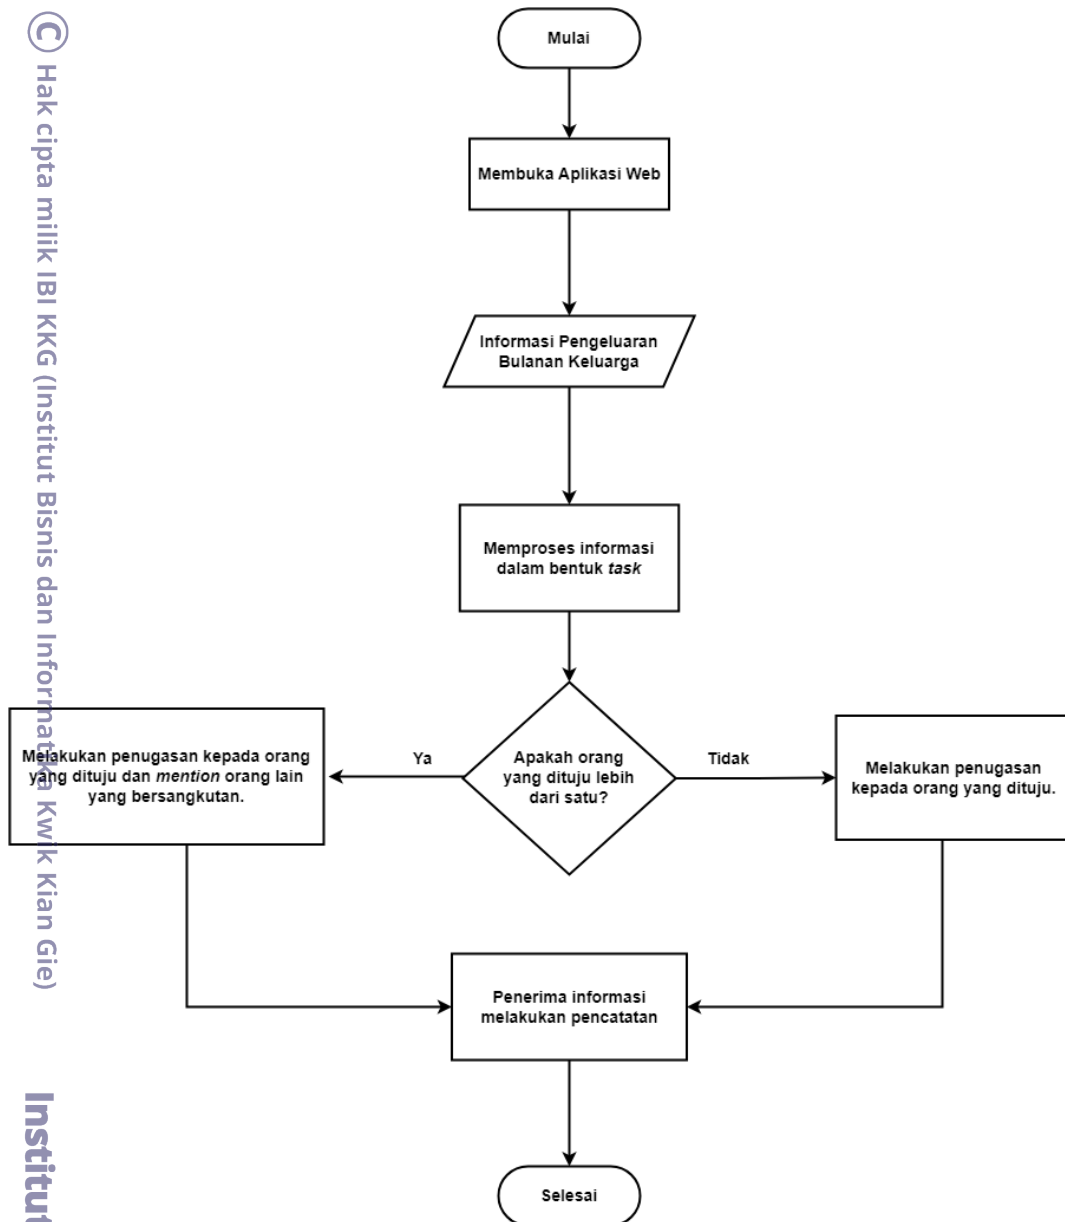 Mulai
Membuka Aplikasi Web
Informasi Pengeluaran
Bulanan Keluarga
Memproses informasi
dalam bentuk task
Apakah orang
yang dituju lebih
dari satu?
Ya
Tidak
Melakukan penugasan kepada orang
yang dituju dan mention orang lain
yang bersangkutan.
Melakukan penugasan
kepada orang yang dituju.
Penerima informasi
melakukan pencatatan
Selesai
© Hak cipta milik IBI KKG (Institut Bisnis dan Informatika Kwik Kian Gie)
Institut